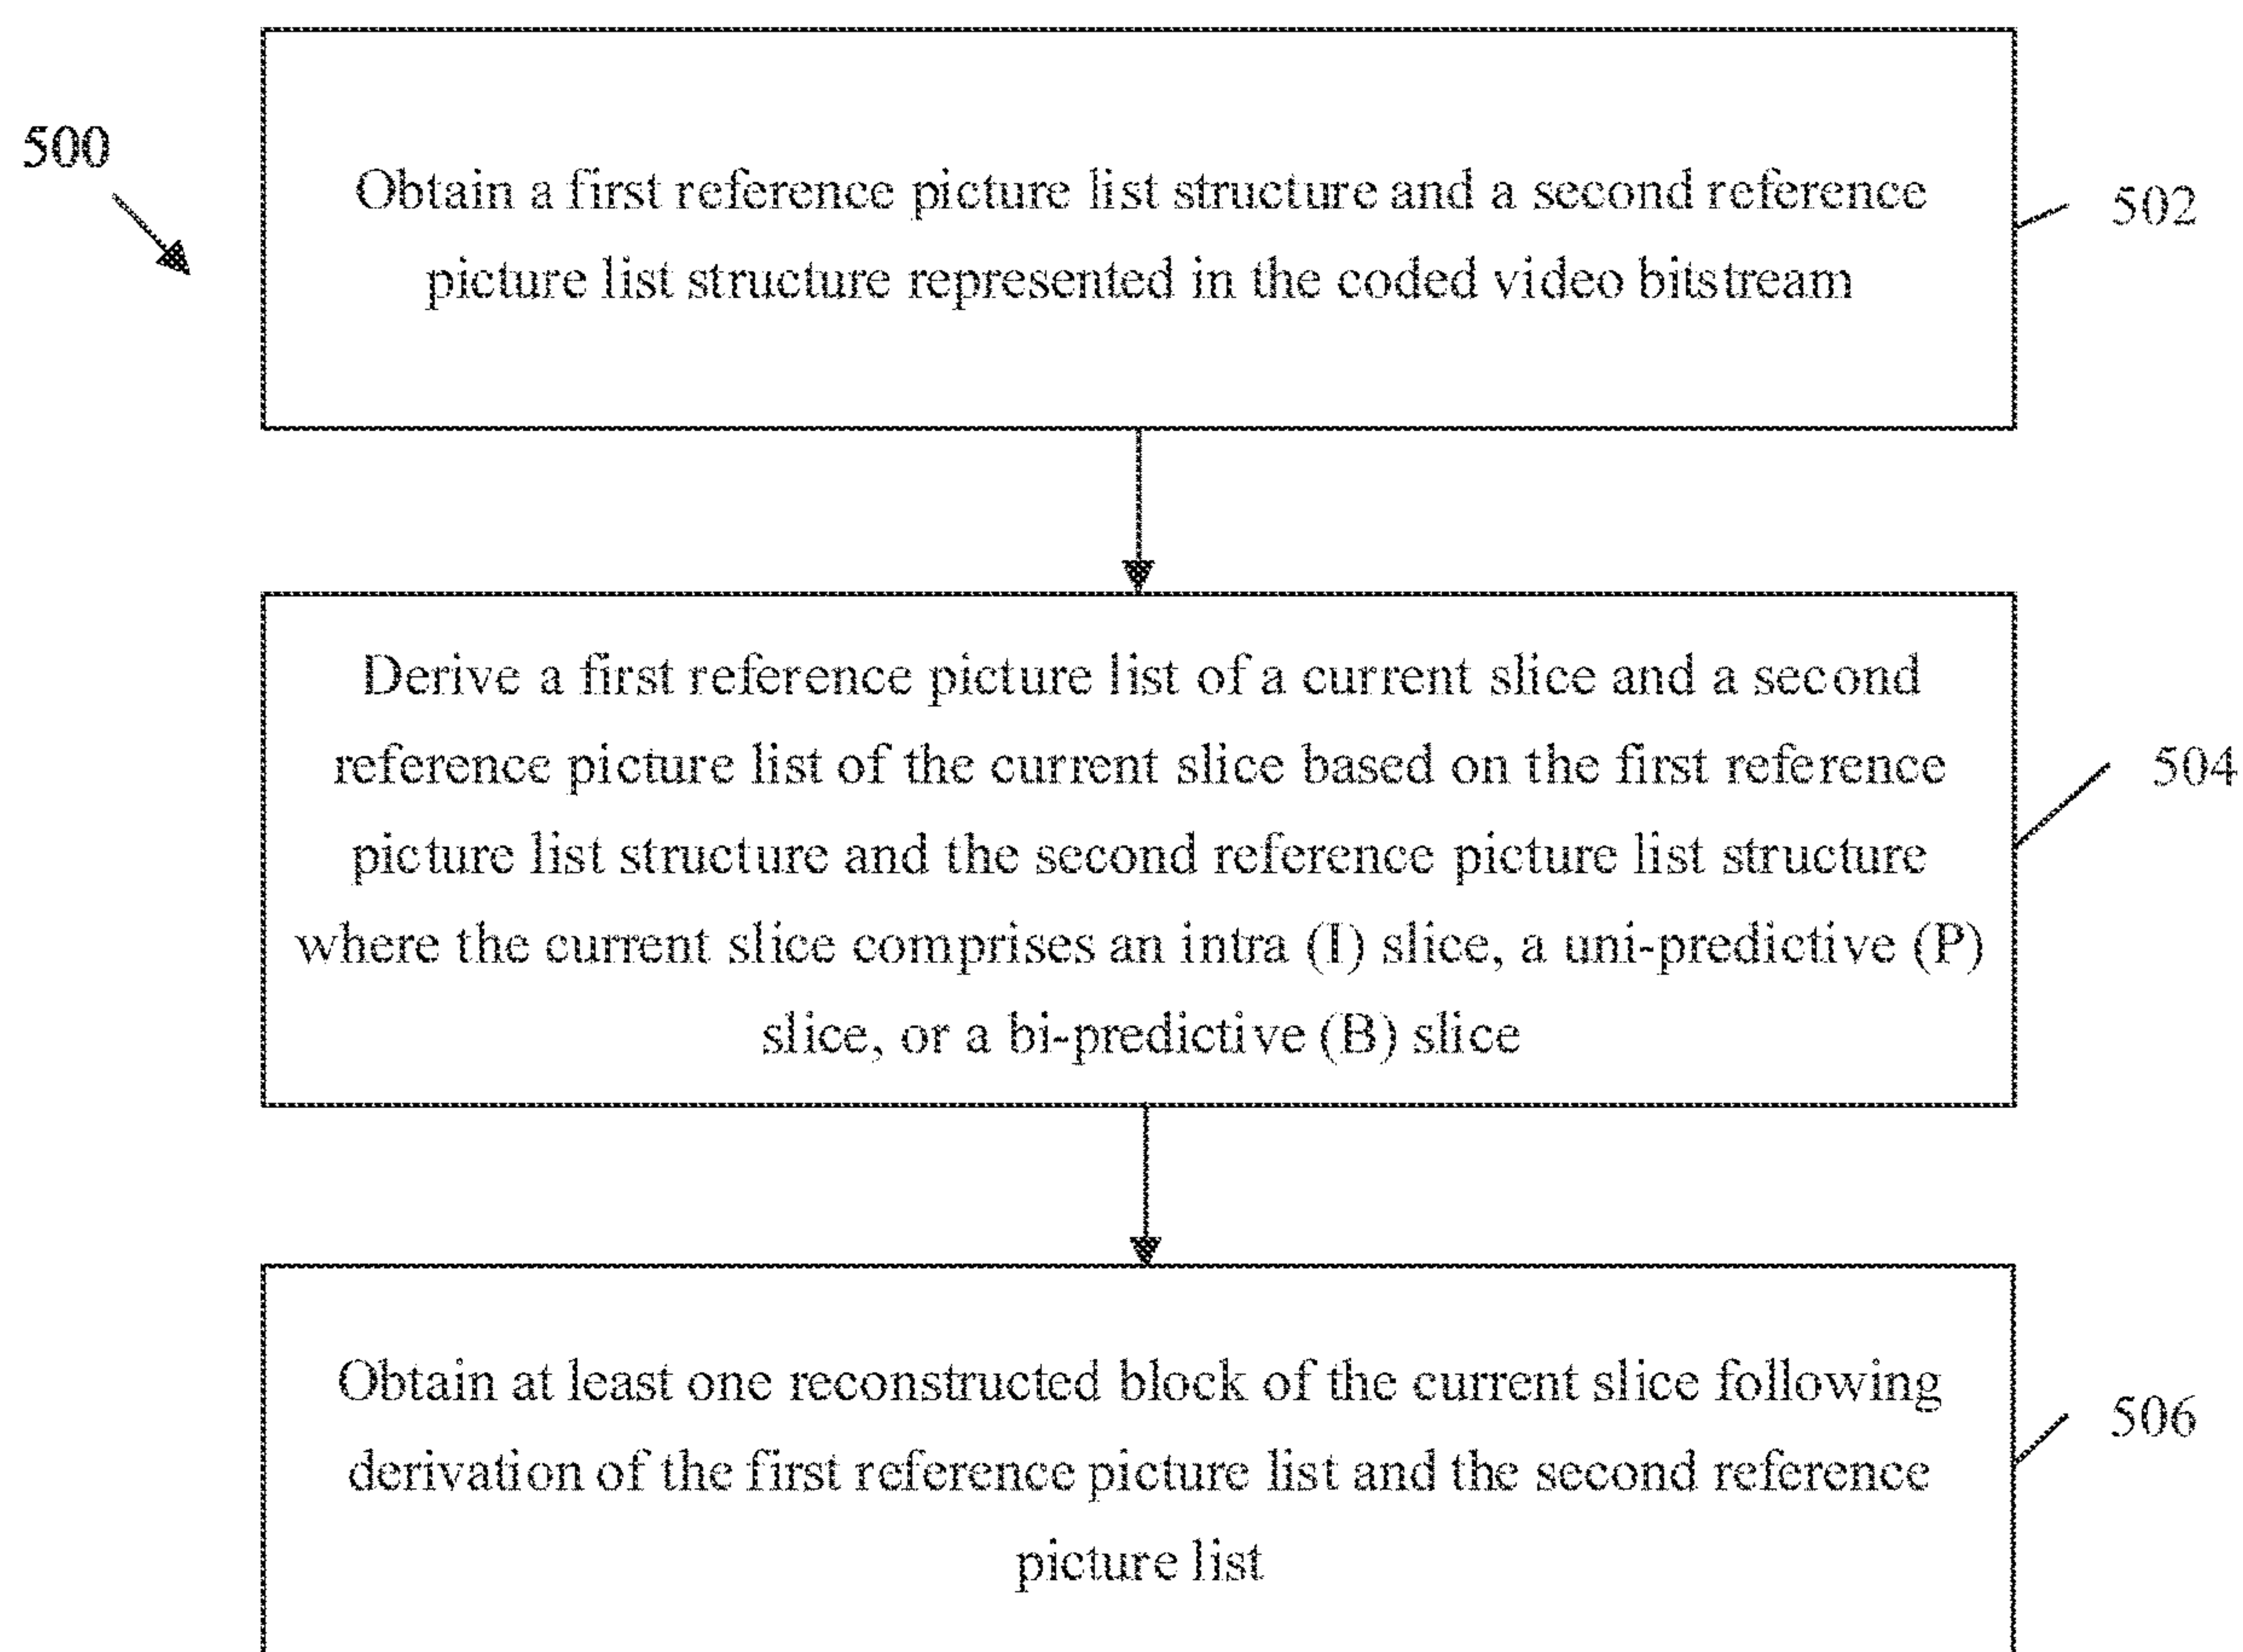 500
Obtain a first reference picture list structure and a second reference
picture list structure represented in the coded video bitstream
502
Derive a first reference picture list of a current slice and a second
reference picture list of the current slice based on the first reference
picture list structure and the second reference picture list structure
where the current slice comprises an intra (I) slice, a uni-predictive (P)
slice, or a bi-predictive (B) slice
504
Obtain at least one reconstructed block of the current slice following
derivation of the first reference picture list and the second reference
picture list
506